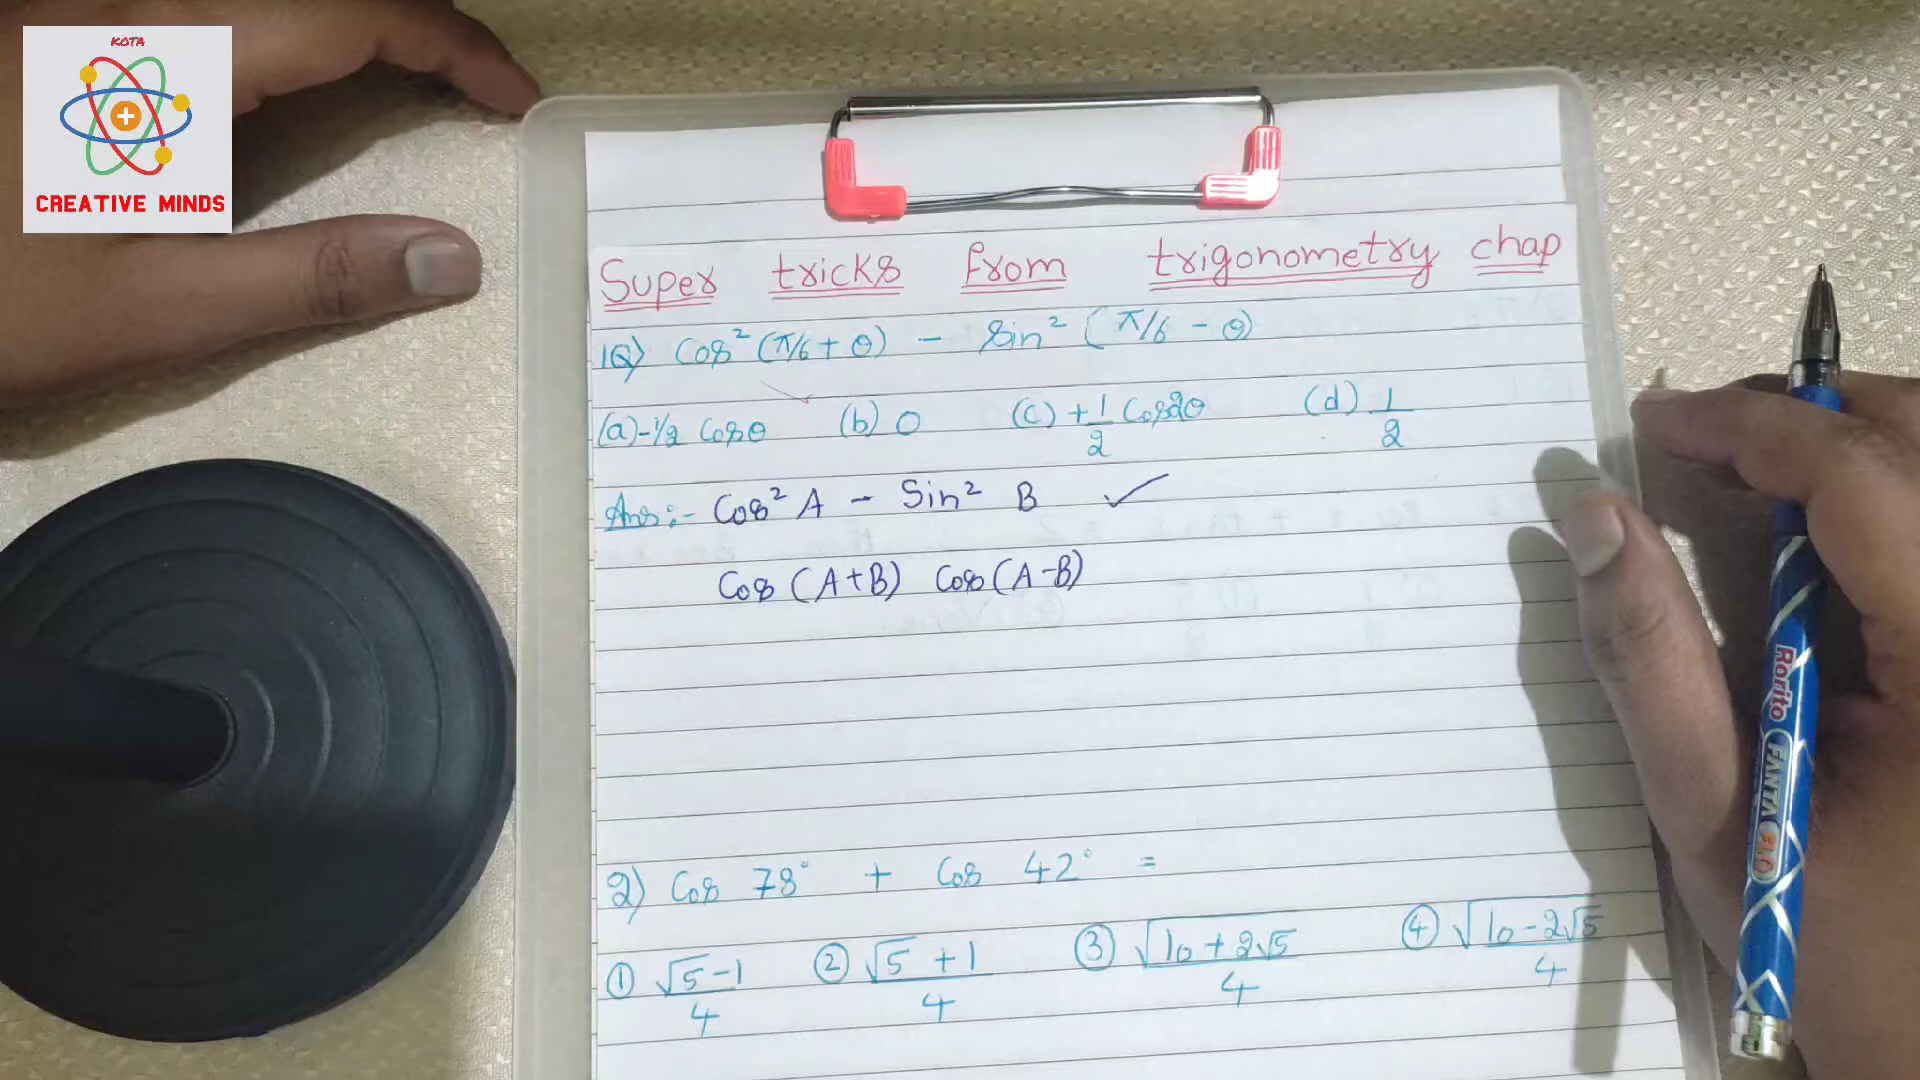 KOTA
CREATIVE MINDS
Super tricks from trigonometry chap
1Q) Cos² (π/6 + θ) - Sin² (π/6 - θ)
(a) -1/2 Cosθ (b) 0 (c) +1/2 Cos2θ (d) 1/2
Ans:- Cos² A - Sin² B ✓
Cos (A+B) Cos (A-B)
2) Cos 78° + Cos 42° =
① √5-1/4 ② √5+1/4 ③ √10+2√5/4 ④ √10-2√5/4
Rorito FANTA FLO